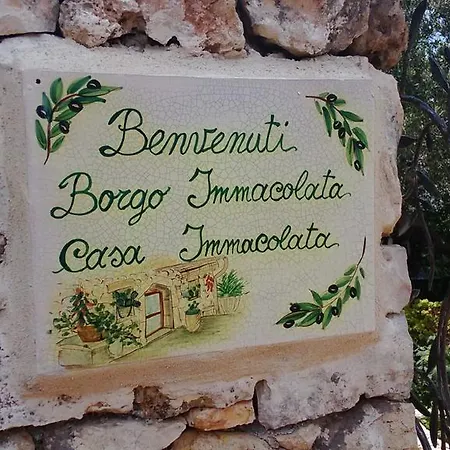 Benvenuti
Borgo Immacolata
Casa Immacolata